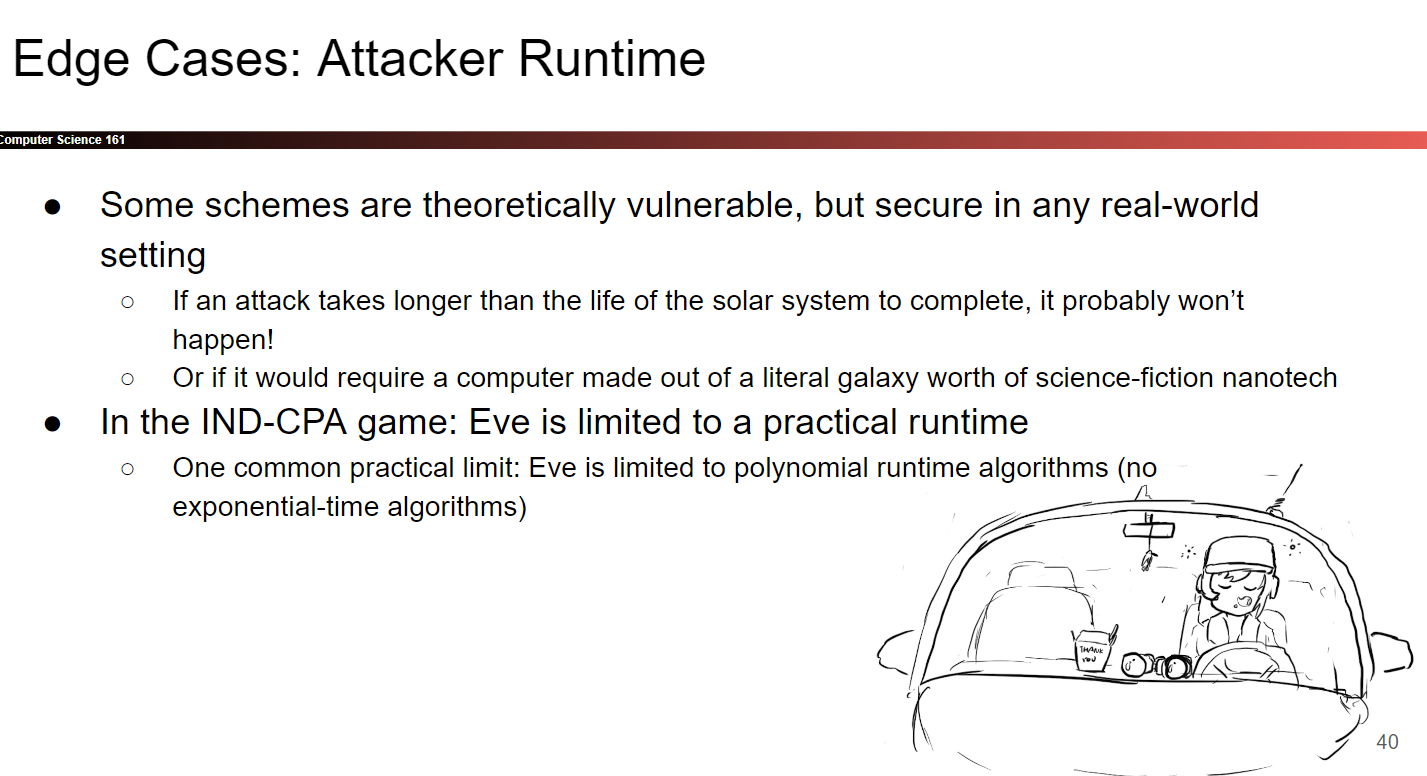 Edge Cases: Attacker Runtime
Computer Science 161
● Some schemes are theoretically vulnerable, but secure in any real-world
setting
○ If an attack takes longer than the life of the solar system to complete, it probably won’t
happen!
○ Or if it would require a computer made out of a literal galaxy worth of science-fiction nanotech
● In the IND-CPA game: Eve is limited to a practical runtime
○ One common practical limit: Eve is limited to polynomial runtime algorithms (no
exponential-time algorithms)
THANK
YOU
40